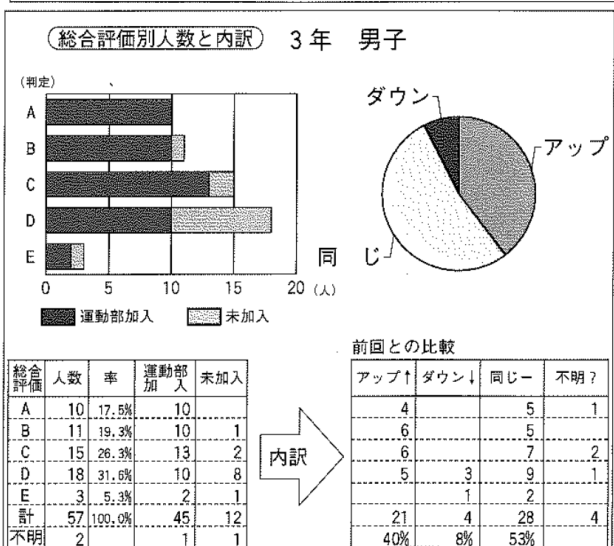 総合評価別人数と内訳 3年 男子
(判定)
A
B
C
D
E
0 5 10 15 20 (人)
運動部加入 未加入
ダウン
アップ
同じ
総合評価 人数 率 運動部加入 未加入
A 10 17.5% 10
B 11 19.3% 10 1
C 15 26.3% 13 2
D 18 31.6% 10 8
E 3 5.3% 2 1
計 57 100.0% 45 12
不明 2 1 1
内訳
前回との比較
アップ↑ ダウン↓ 同じー 不明?
4 5 1
6 5
6 7 2
5 3 9 1
1 2
21 4 28 4
40% 8% 53%